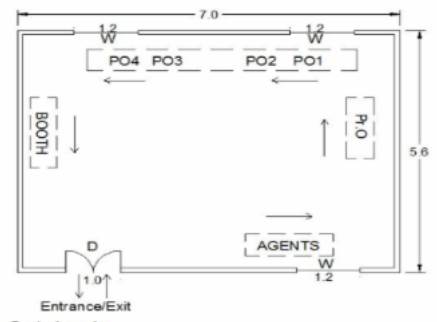 7.0
1.2 1.2
W W
PO4 PO3 PO2 PO1
BOOTH
Pr.O
5.6
AGENTS
D
W
1.0
1.2
Entrance/Exit